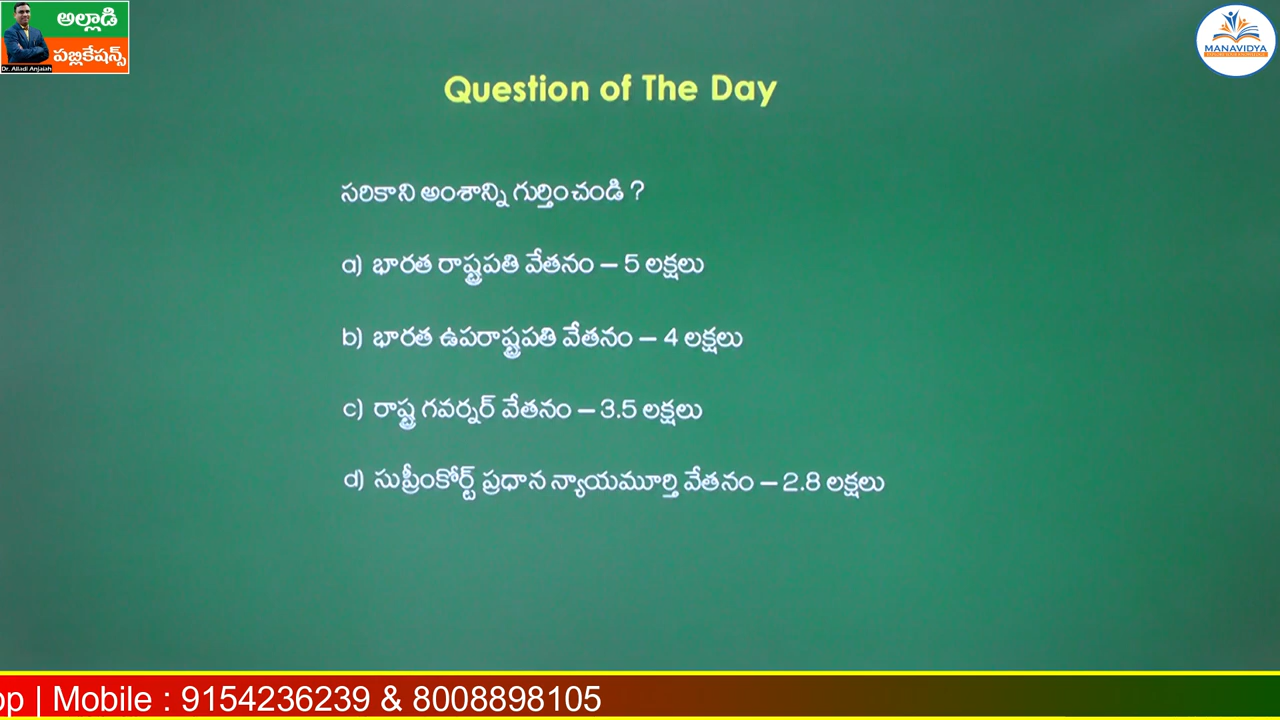 అల్లాడి
పబ్లికేషన్స్
Dr. Alladi Anjaiah
MANAVIDYA
Question of The Day
సరికాని అంశాన్ని గుర్తించండి ?
a) భారత రాష్ట్రపతి వేతనం – 5 లక్షలు
b) భారత ఉపరాష్ట్రపతి వేతనం – 4 లక్షలు
c) రాష్ట్ర గవర్నర్ వేతనం – 3.5 లక్షలు
d) సుప్రీంకోర్ట్ ప్రధాన న్యాయమూర్తి వేతనం – 2.8 లక్షలు
pp | Mobile : 9154236239 & 8008898105